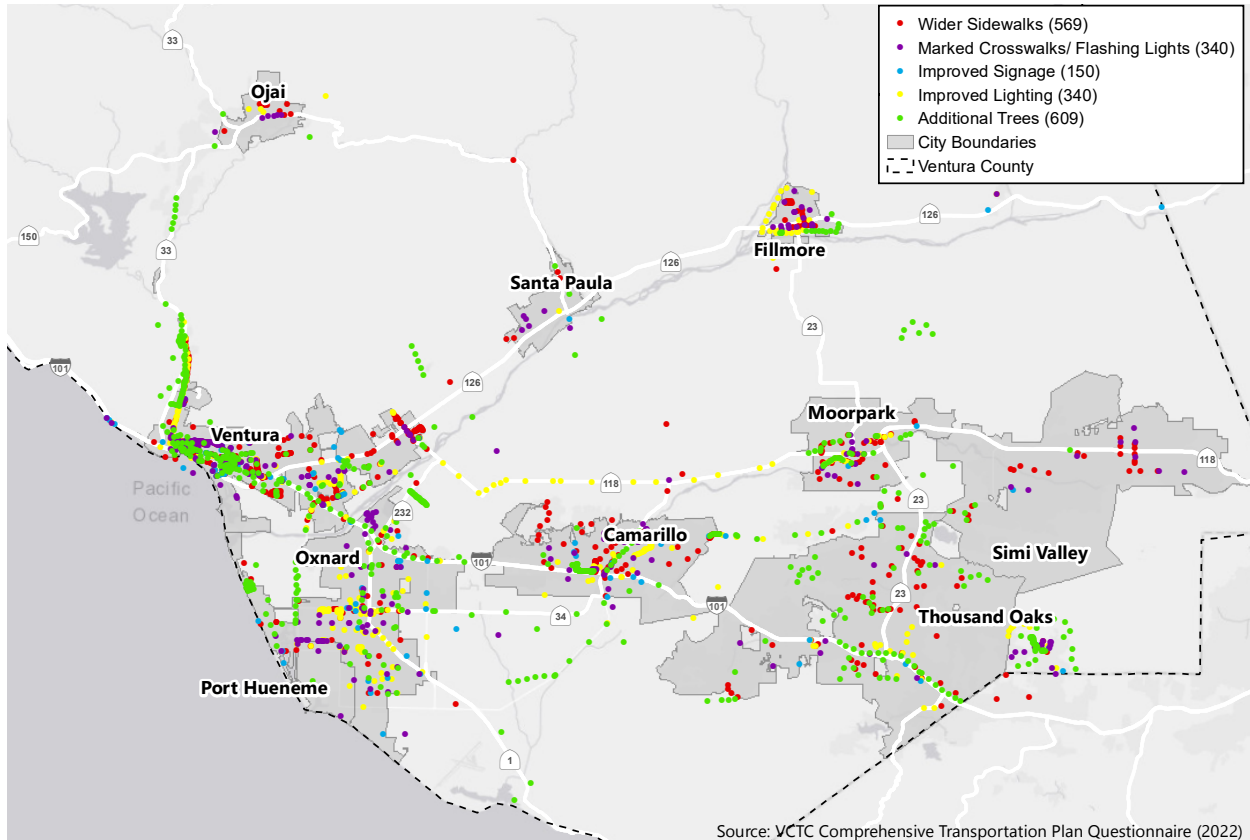 Wider Sidewalks (569)
Marked Crosswalks/ Flashing Lights (340)
Improved Signage (150)
Improved Lighting (340)
Additional Trees (609)
City Boundaries
Ventura County
33
Ojai
126
150
33
Fillmore
126
Santa Paula
23
101
126
Moorpark
Ventura
118
Pacific
Ocean
118
23
232
Camarillo
Oxnard
Simi Valley
101
23
101
34
Thousand Oaks
Port Hueneme
1
Source: VCTC Comprehensive Transportation Plan Questionnaire (2022)